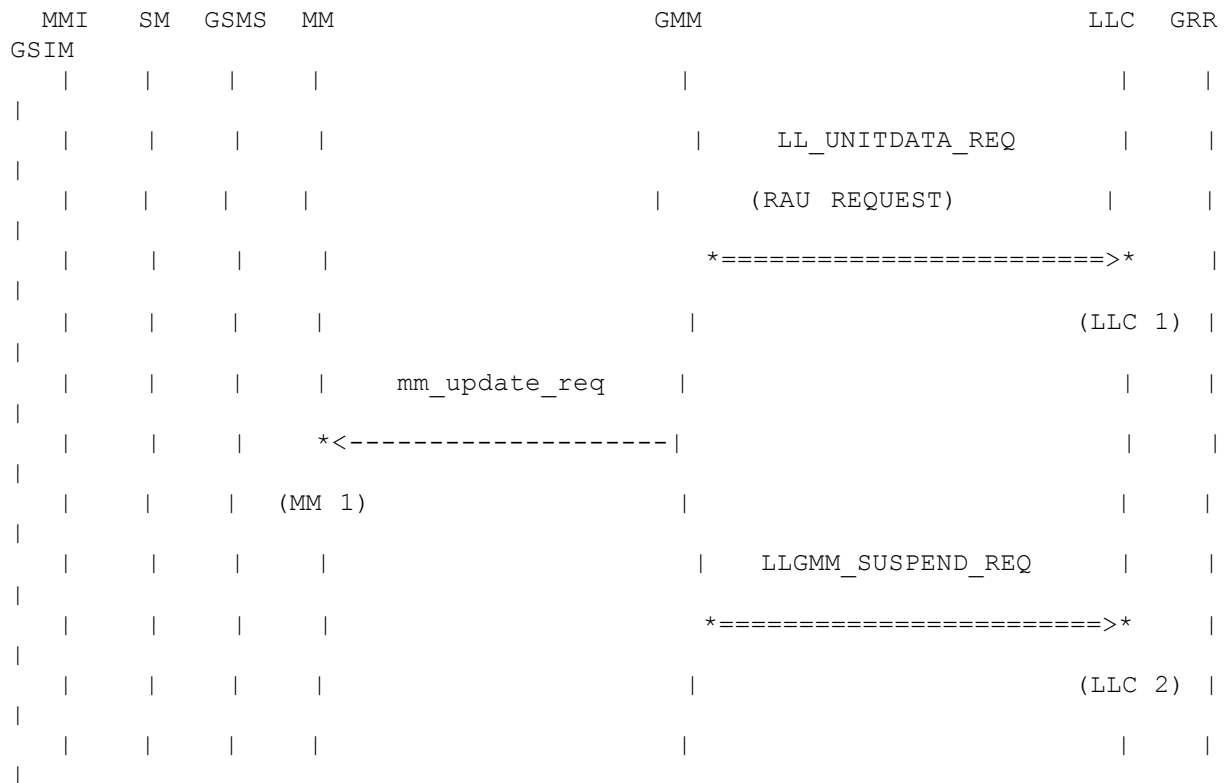 MMI SM GSMS MM GMM LLC GRR
GSIM
| | | | | | |
|
| | | | | LL_UNITDATA_REQ | |
|
| | | | | (RAU REQUEST) | |
|
| | | | *========================>* |
|
| | | | | (LLC 1) |
|
| | | | mm_update_req | | |
|
| | | *<--------------------| | |
|
| | | (MM 1) | | |
|
| | | | | LLGMM_SUSPEND_REQ | |
|
| | | | *========================>* |
|
| | | | | (LLC 2) |
|
| | | | | | |
|